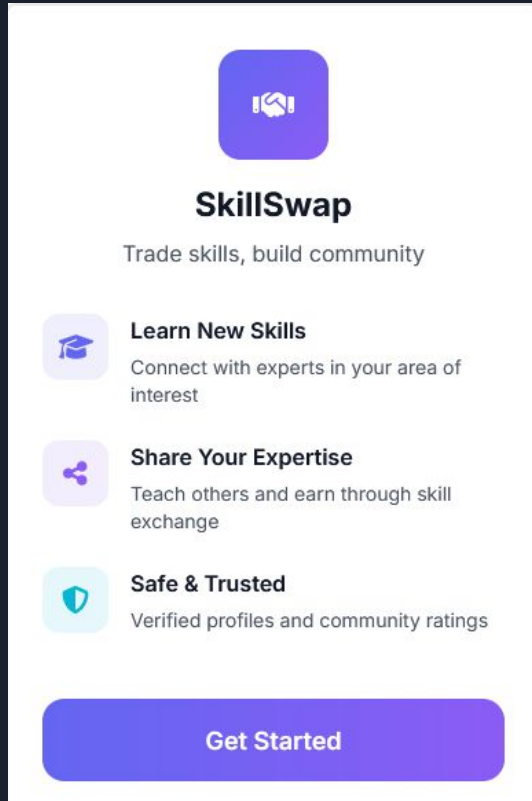 SkillSwap
Trade skills, build community
Learn New Skills
Connect with experts in your area of
interest
Share Your Expertise
Teach others and earn through skill
exchange
Safe & Trusted
Verified profiles and community ratings
Get Started